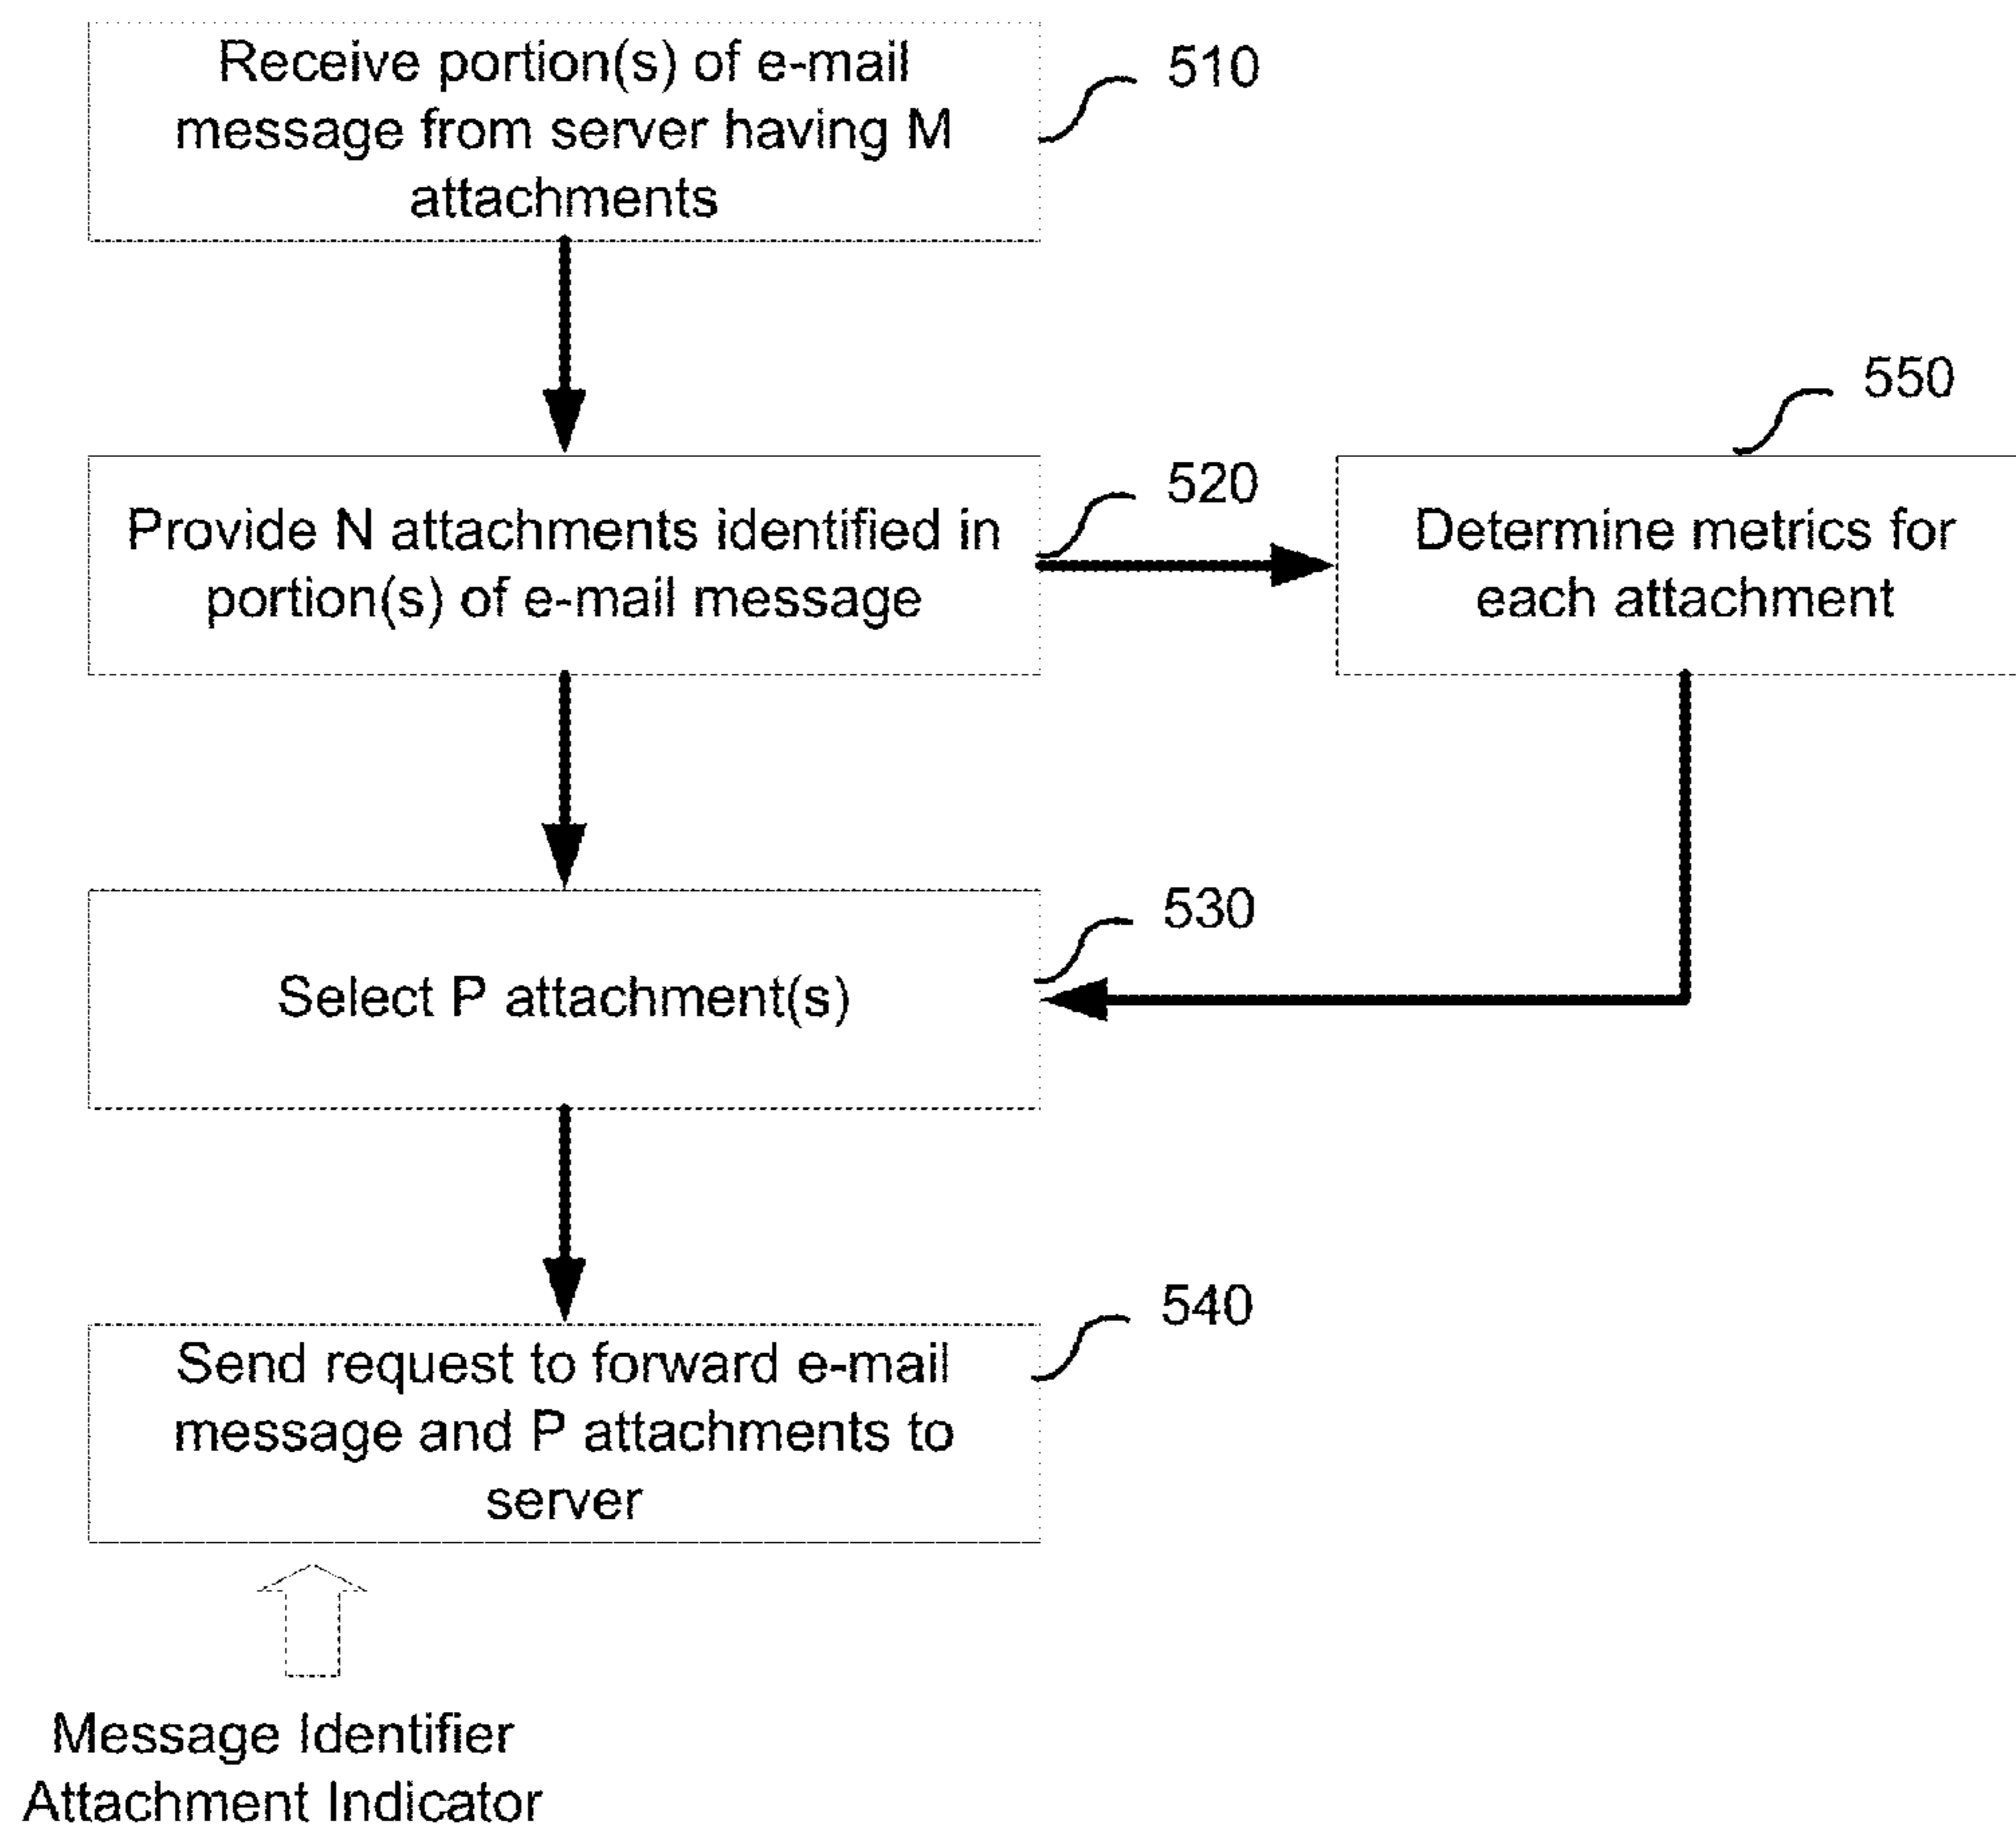 Receive portion(s) of e-mail
message from server having M
attachments
510
Provide N attachments identified in
portion(s) of e-mail message
520
Determine metrics for
each attachment
550
Select P attachment(s)
530
Send request to forward e-mail
message and P attachments to
server
540
Message Identifier
Attachment Indicator